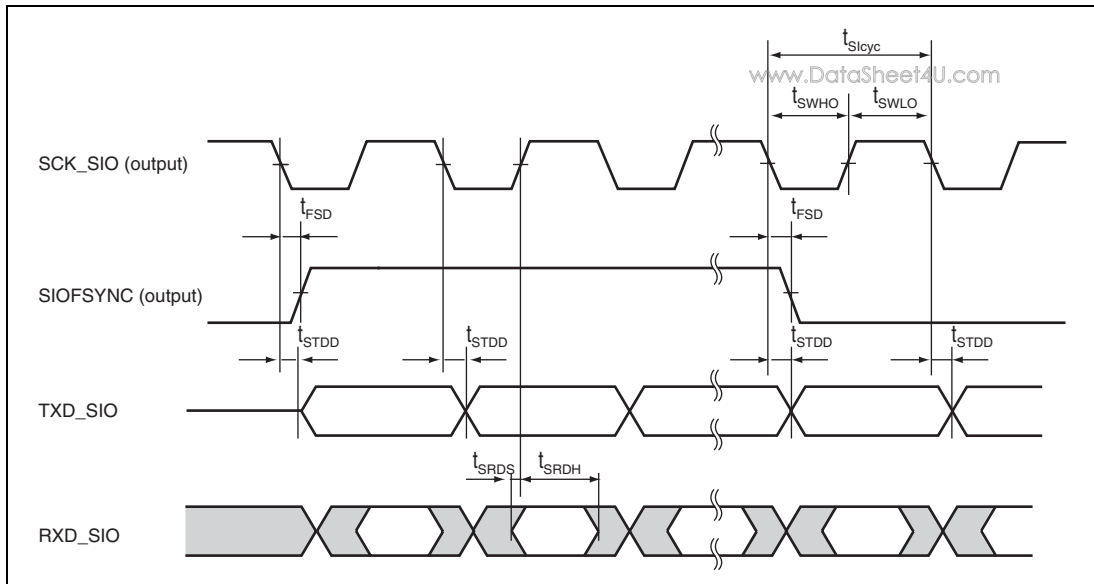 tSIcyc
www.DataSheet4U.com
tSWHO tSWLO
SCK_SIO (output)
tFSD tFSD
SIOFSYNC (output)
tSTDD tSTDD tSTDD tSTDD
TXD_SIO
tSRDS tSRDH
RXD_SIO